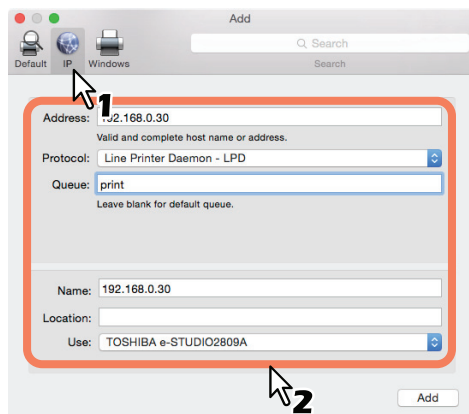 Add
Default IP Windows
Search
Search
1
Address: 192.168.0.30
Valid and complete host name or address.
Protocol: Line Printer Daemon - LPD
Queue: print
Leave blank for default queue.
Name: 192.168.0.30
Location:
Use: TOSHIBA e-STUDIO2809A
2
Add